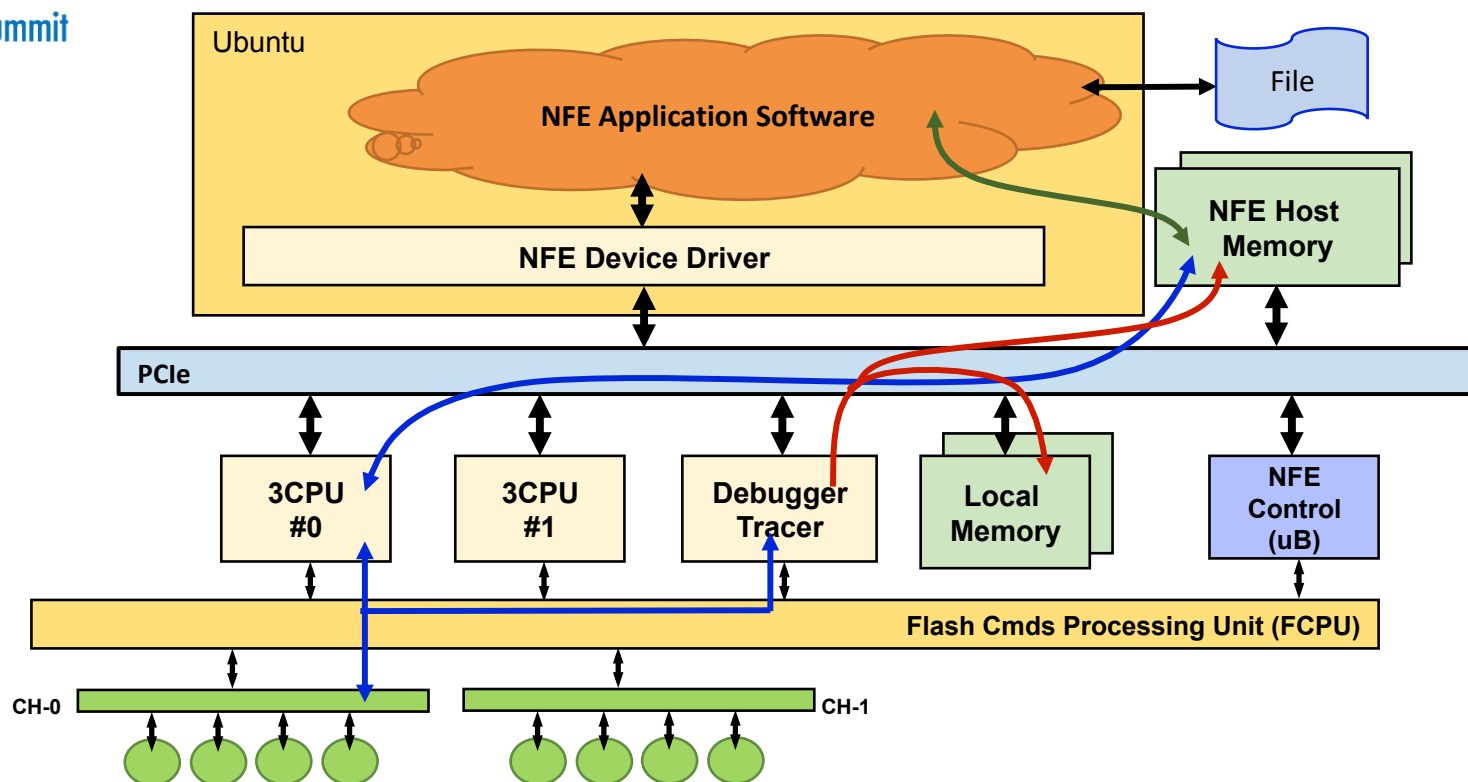 Ubuntu
File
NFE Application Software
NFE Host
Memory
NFE Device Driver
PCIe
3CPU
#0
3CPU
#1
Debugger
Tracer
Local
Memory
NFE
Control
(uB)
Flash Cmds Processing Unit (FCPU)
CH-0
CH-1